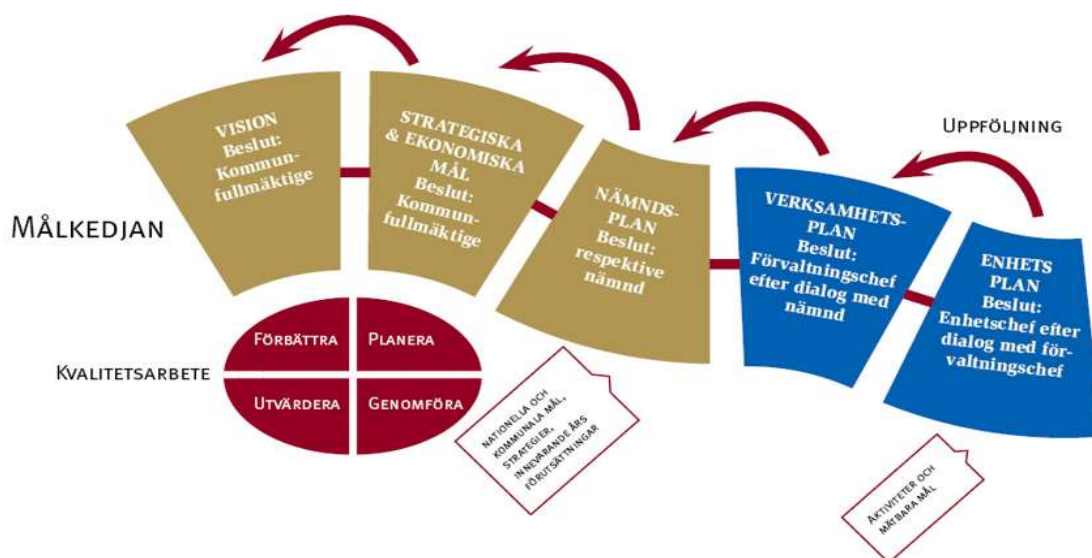 VISION
Beslut:
Kommun-
fullmäktige
STRATEGISKA
& EKONOMISKA
MÅL
Beslut:
Kommun-
fullmäktige
NÄMNDS-
PLAN
Beslut:
respektive
nämnd
VERKSAMHETS-
PLAN
Beslut:
Förvaltningschef
efter dialog med
nämnd
ENHETS
PLAN
Beslut:
Enhetschef efter
dialog med för-
valtningschef
UPPFÖLJNING
MÅLKEDJAN
KVALITETSARBETE
FÖRBÄTTRA
PLANERA
UTVÄRDERA
GENOMFÖRA
NATIONELLA OCH
KOMMUNALA MÅL,
STRATEGIER,
INNEVARANDE ÅRS
FÖRUTSÄTTNINGAR
AKTIVITETER OCH
MÄTBARA MÅL